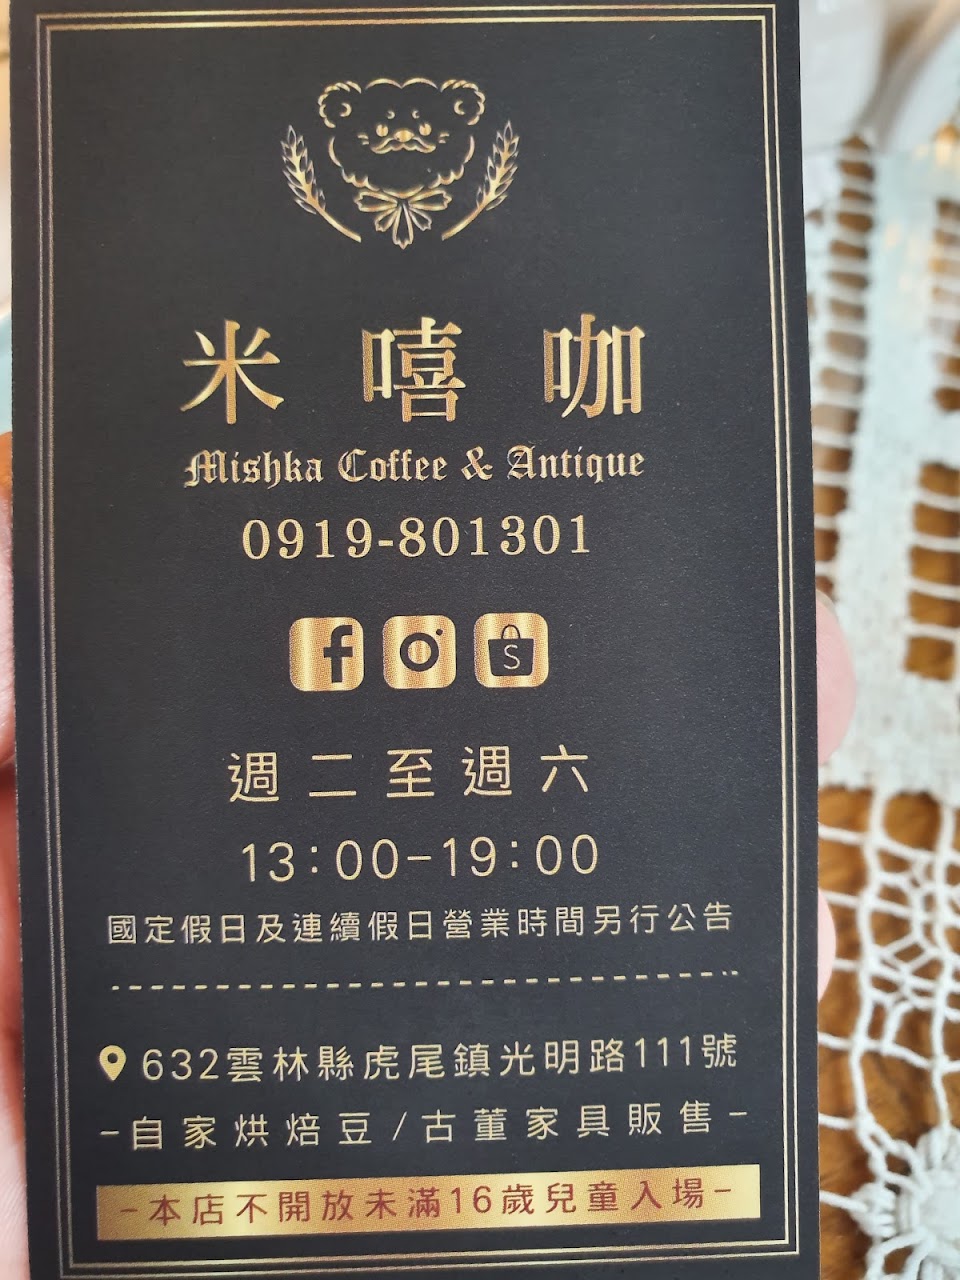 米嘻咖
Mishka Coffee & Antique
0919-801301
f
S
週二至週六
13:00-19:00
國定假日及連續假日營業時間另行公告
632雲林縣虎尾鎮光明路111號
-自家烘焙豆/古董家具販售-
-本店不開放未滿16歲兒童入場-